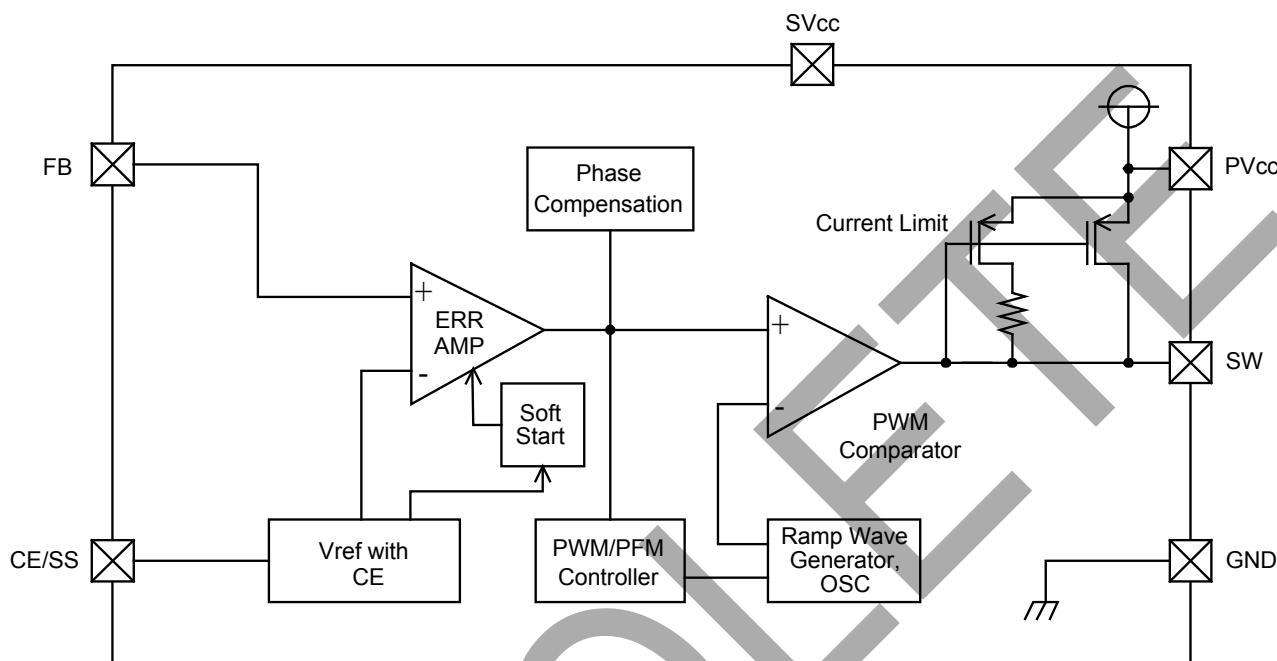 SVcc
FB
PVcc
Phase
Compensation
Current Limit
+
ERR
AMP
-
+
-
SW
Soft
Start
PWM
Comparator
CE/SS
Vref with
CE
PWM/PFM
Controller
Ramp Wave
Generator,
OSC
GND
OLETE